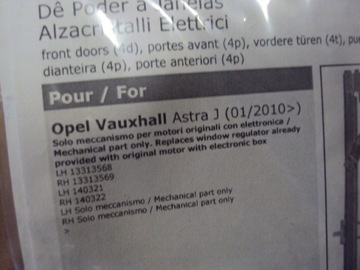 Dê Poder à Janelas
Alzacristalli Elettrici
front doors (4d), portes avant (4p), vordere türen (4t),
dianteira (4p), porte anteriori (4p)
Pour / For
Opel Vauxhall Astra J (01/2010>)
Solo meccanismo per motori originali con elettronica /
Mechanical part only. Replaces window regulator already
provided with original motor with electronic box
LH 13313568
RH 13313569
LH 140321
RH 140322
LH Solo meccanismo / Mechanical part only
RH Solo meccanismo / Mechanical part only
>